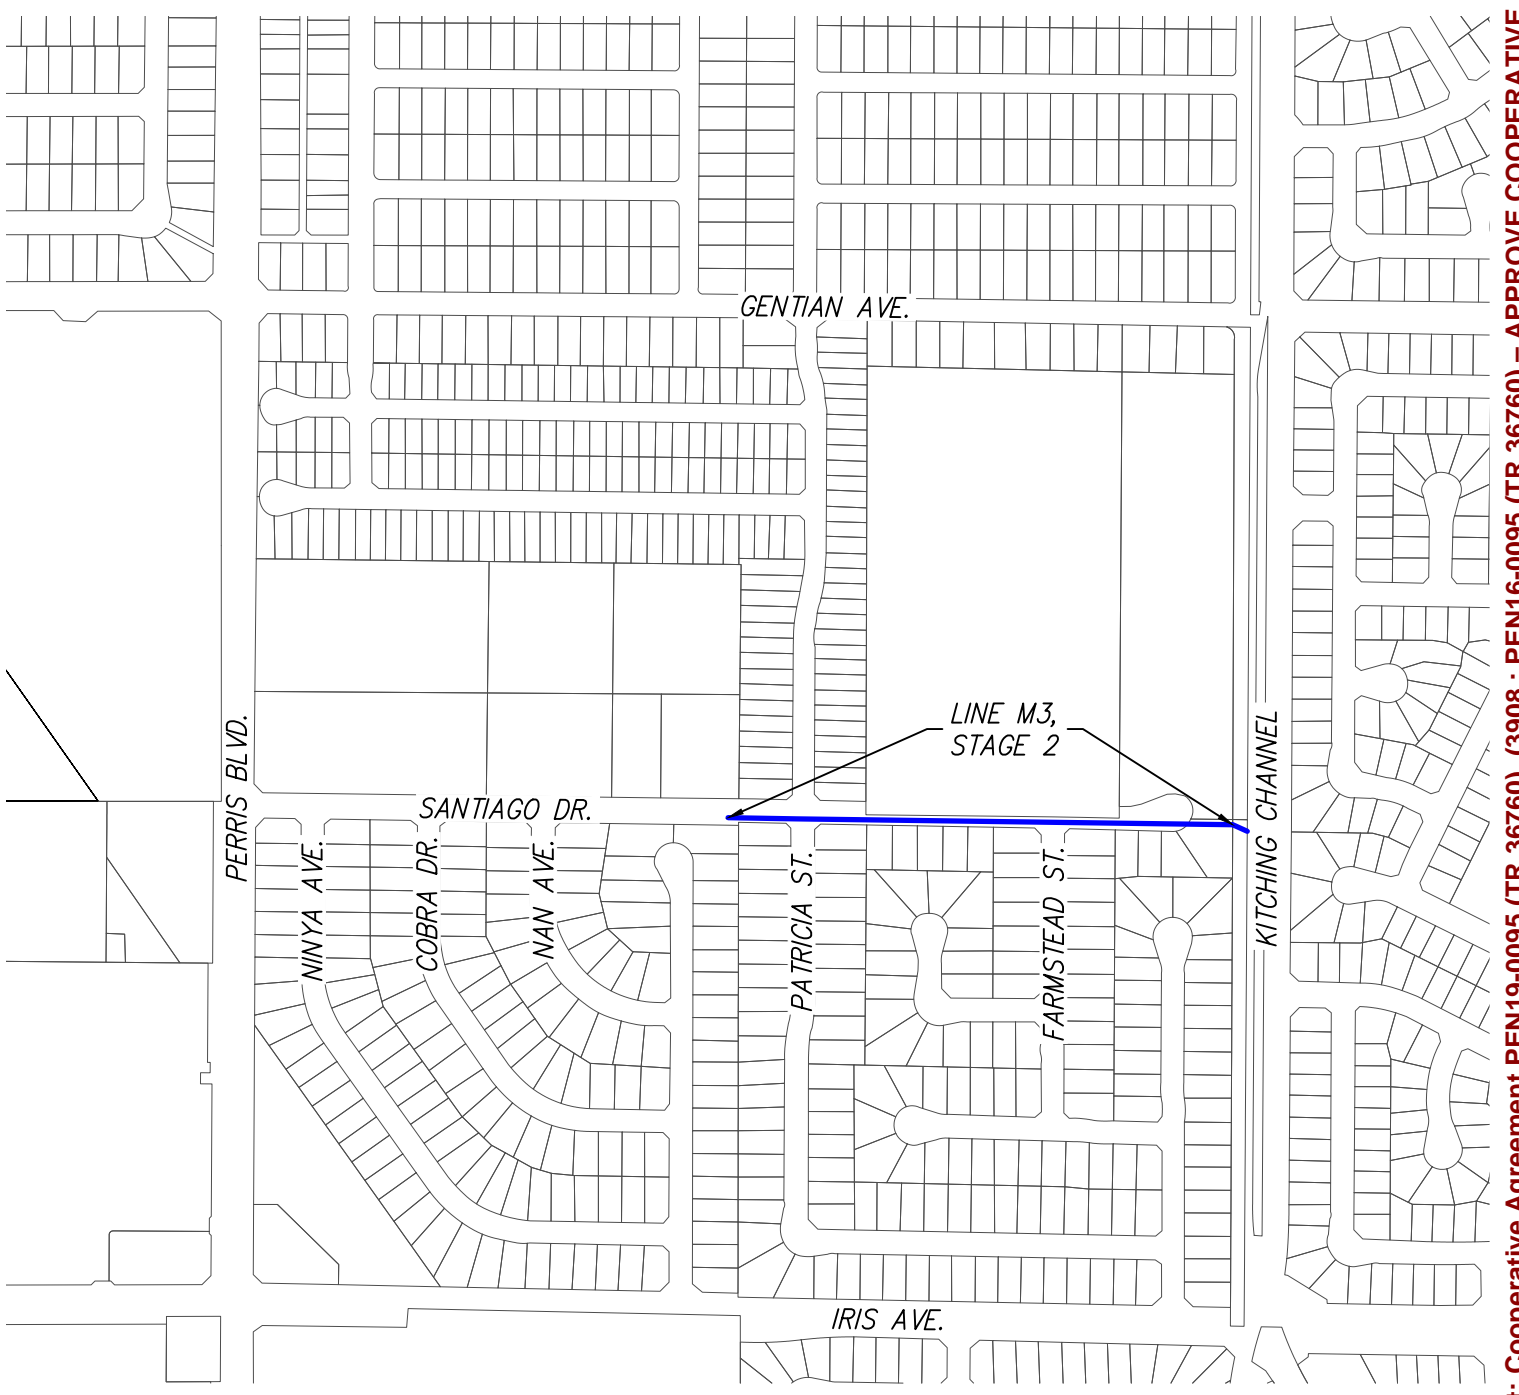 GENTIAN AVE.
LINE M3,
STAGE 2
PERRIS BLVD.
SANTIAGO DR.
KITCHING CHANNEL
NINYA AVE.
COBRA DR.
NAN AVE.
PATRICIA ST.
FARMSTEAD ST.
IRIS AVE.
: Cooperative Agreement PEN19-0095 (TR 36760) (3908 : PEN16-0095 (TR 36760) – APPROVE COOPERATIVE